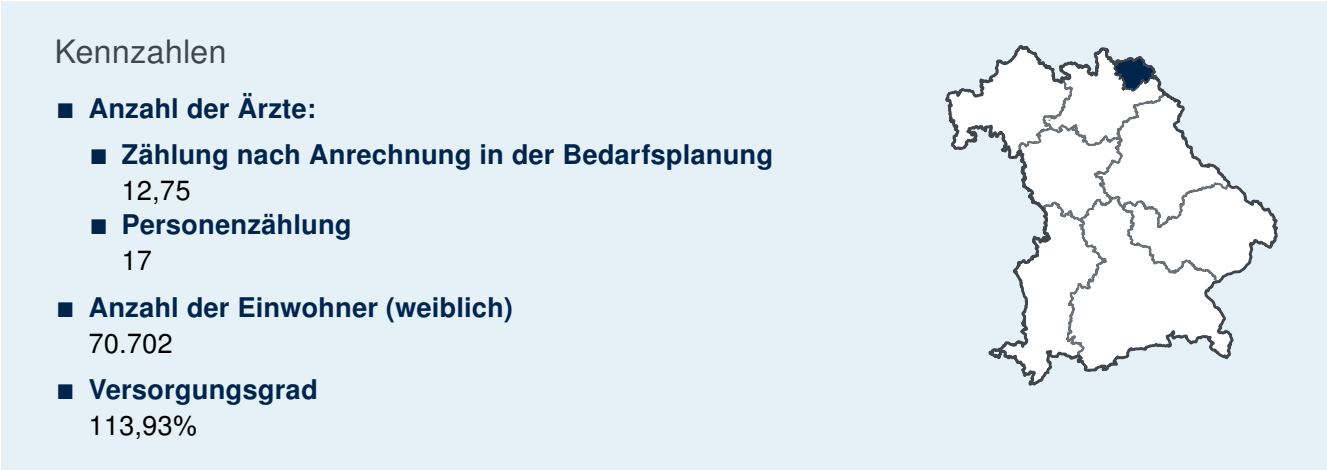 Kennzahlen
■ Anzahl der Ärzte:
■ Zählung nach Anrechnung in der Bedarfsplanung
12,75
■ Personenzählung
17
■ Anzahl der Einwohner (weiblich)
70.702
■ Versorgungsgrad
113,93%